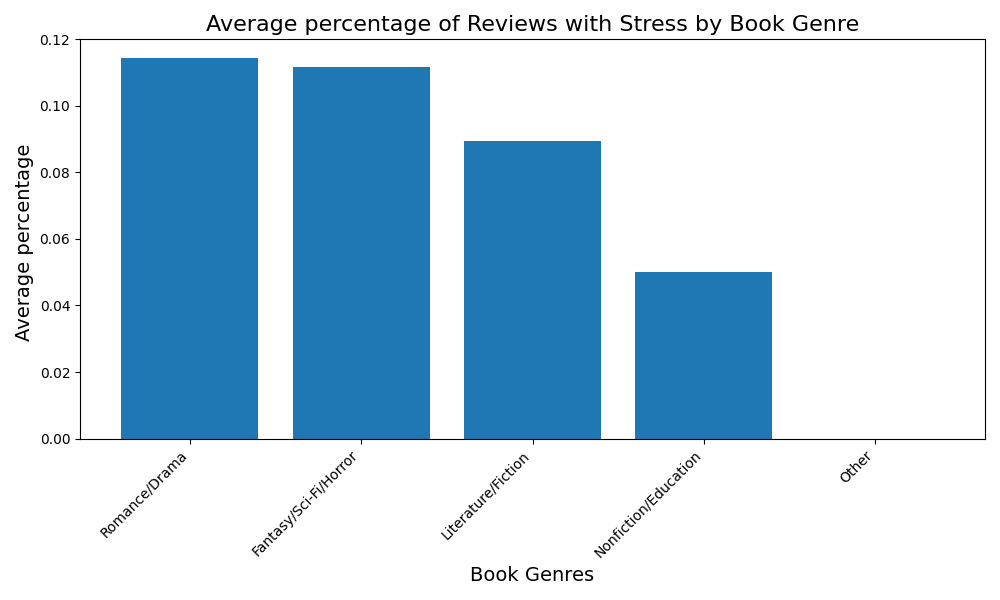 Average percentage of Reviews with Stress by Book Genre
Average percentage
0.12
0.10
0.08
0.06
0.04
0.02
0.00
Romance/Drama
Fantasy/Sci-Fi/Horror
Literature/Fiction
Nonfiction/Education
Other
Book Genres